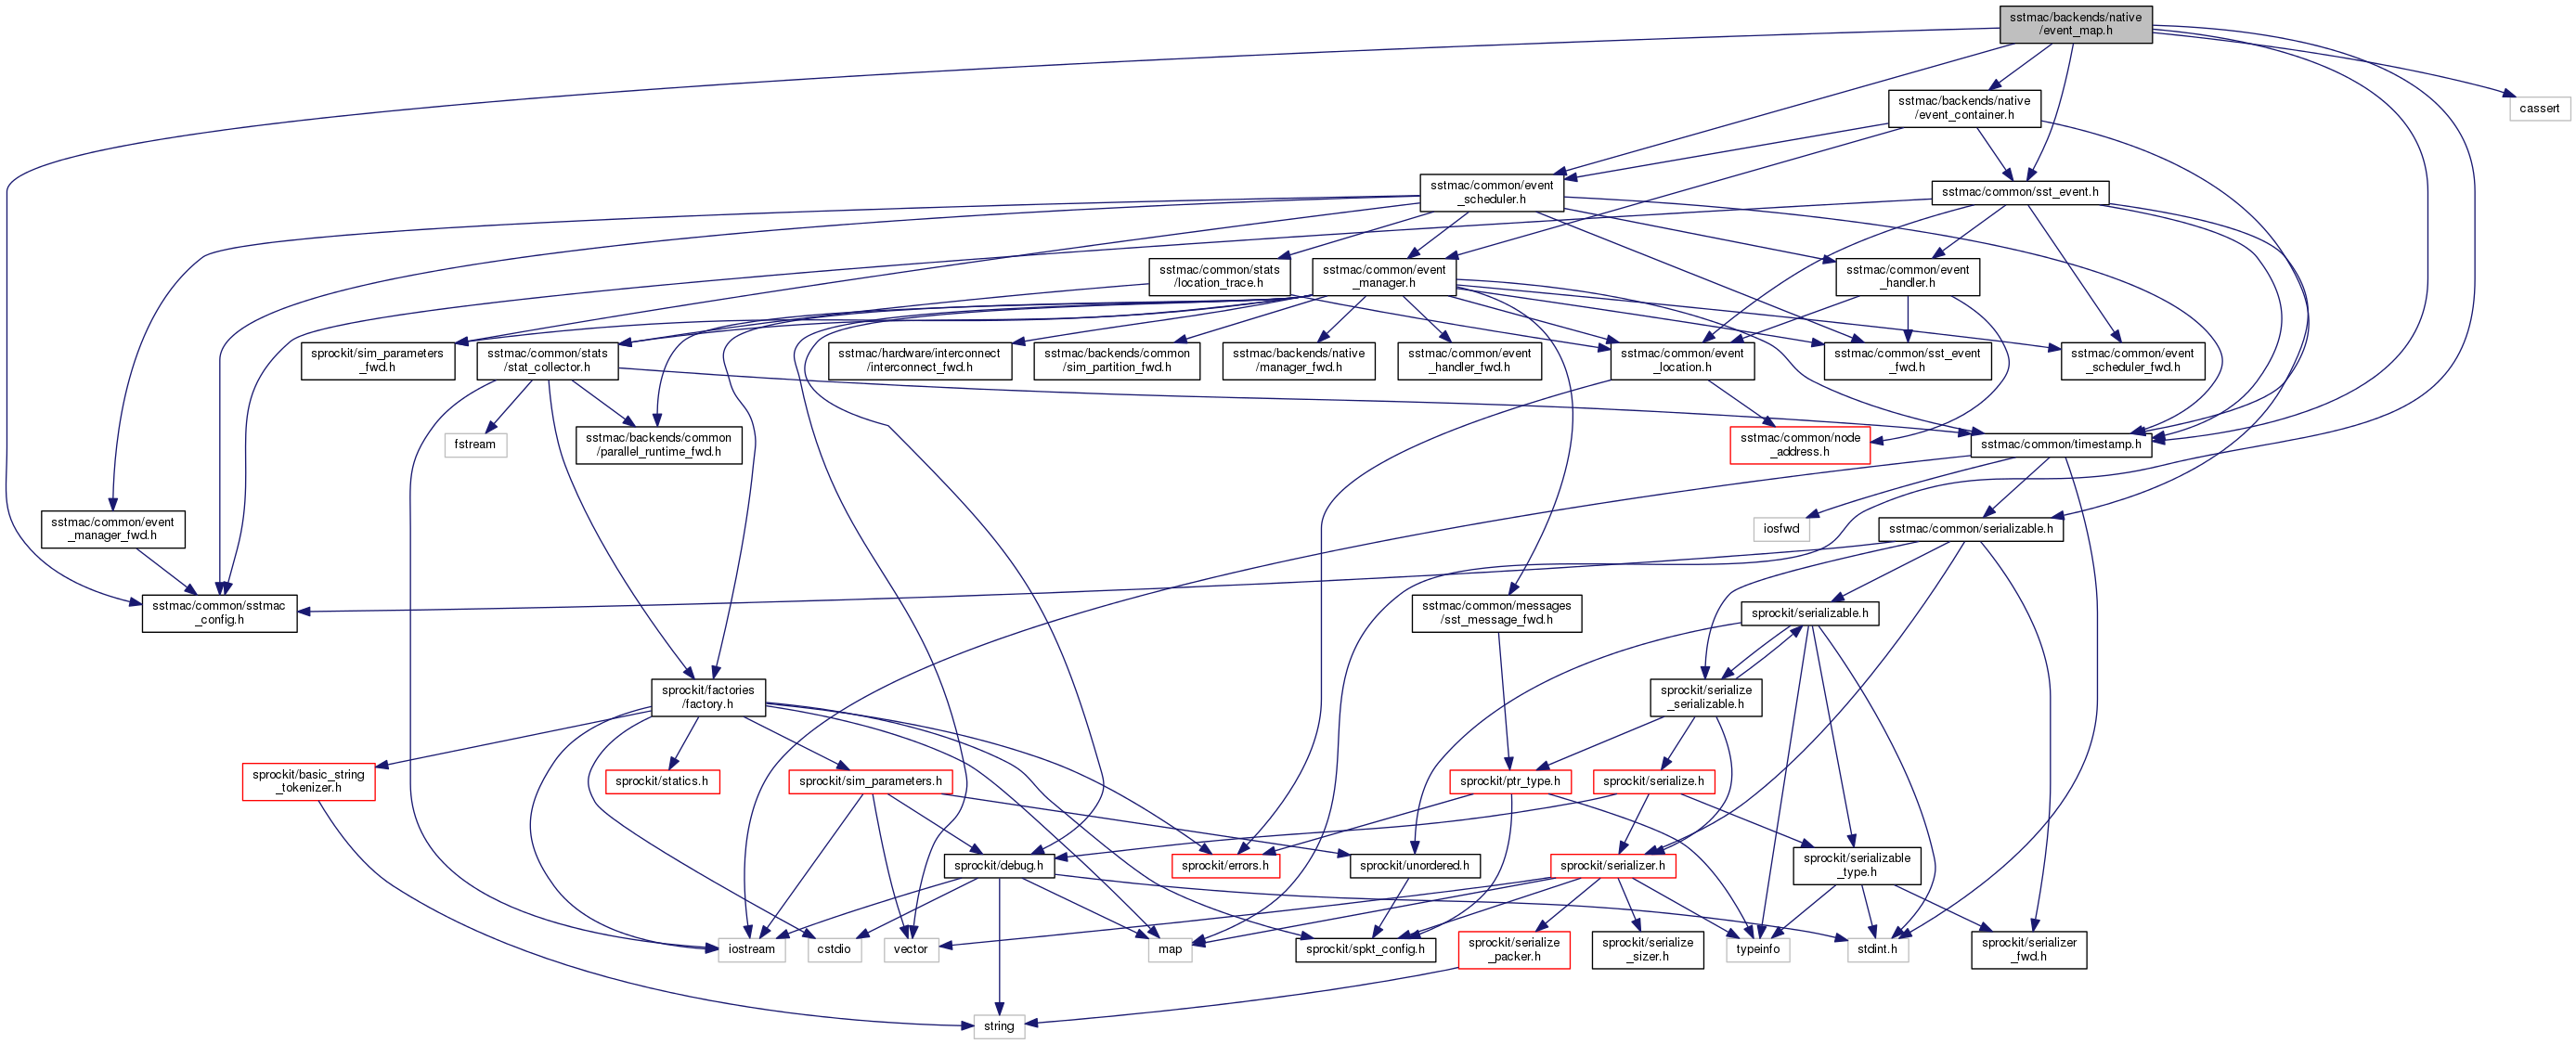 sstmac/backends/native
/event_map.h
sstmac/backends/native
/event_container.h
cassert
sstmac/common/event
_scheduler.h
sstmac/common/sst_event.h
sstmac/common/stats
/location_trace.h
sstmac/common/event
_manager.h
sstmac/common/event
_handler.h
sprockit/sim_parameters
_fwd.h
sstmac/common/stats
/stat_collector.h
sstmac/hardware/interconnect
/interconnect_fwd.h
sstmac/backends/common
/sim_partition_fwd.h
sstmac/backends/native
/manager_fwd.h
sstmac/common/event
_handler_fwd.h
sstmac/common/event
_location.h
sstmac/common/sst_event
_fwd.h
sstmac/common/event
_scheduler_fwd.h
fstream
sstmac/backends/common
/parallel_runtime_fwd.h
sstmac/common/node
_address.h
sstmac/common/timestamp.h
sstmac/common/event
_manager_fwd.h
iosfwd
sstmac/common/serializable.h
sstmac/common/sstmac
_config.h
sstmac/common/messages
/sst_message_fwd.h
sprockit/serializable.h
sprockit/factories
/factory.h
sprockit/serialize
_serializable.h
sprockit/basic_string
_tokenizer.h
sprockit/statics.h
sprockit/sim_parameters.h
sprockit/ptr_type.h
sprockit/serialize.h
sprockit/debug.h
sprockit/errors.h
sprockit/unordered.h
sprockit/serializer.h
sprockit/serializable
_type.h
iostream
cstdio
vector
map
sprockit/spkt_config.h
sprockit/serialize
_packer.h
sprockit/serialize
_sizer.h
typeinfo
stdint.h
sprockit/serializer
_fwd.h
string